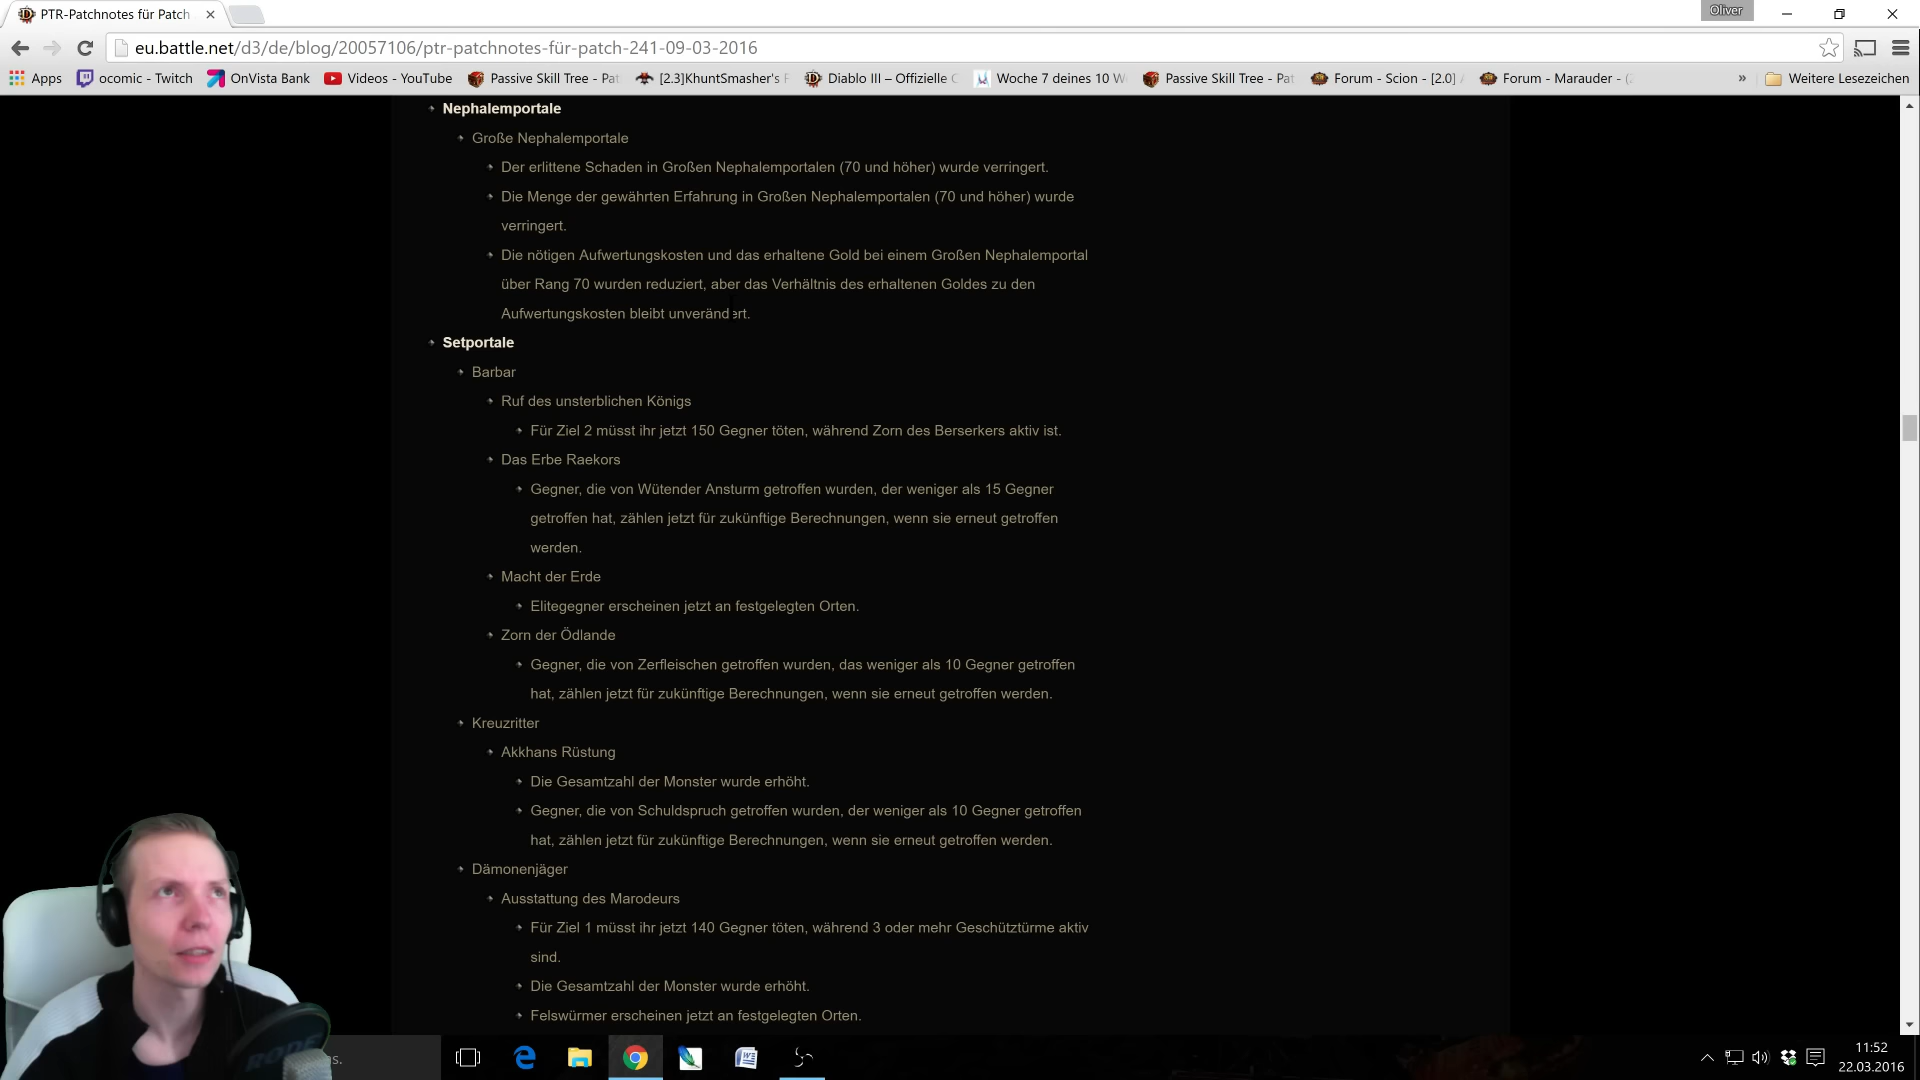 PTR-Patchnotes für Patch
Oliver
eu.battle.net/d3/de/blog/20057106/ptr-patchnotes-für-patch-241-09-03-2016
Apps
ocomic - Twitch
OnVista Bank
Videos - YouTube
Passive Skill Tree - Pat
[2.3]KhuntSmasher's F
Diablo III – Offizielle
Woche 7 deines 10 W
Passive Skill Tree - Pat
Forum - Scion - [2.0]
Forum - Marauder -
»
Weitere Lesezeichen
Nephalemportale
Große Nephalemportale
Der erlittene Schaden in Großen Nephalemportalen (70 und höher) wurde verringert.
Die Menge der gewährten Erfahrung in Großen Nephalemportalen (70 und höher) wurde
verringert.
Die nötigen Aufwertungskosten und das erhaltene Gold bei einem Großen Nephalemportal
über Rang 70 wurden reduziert, aber das Verhältnis des erhaltenen Goldes zu den
Aufwertungskosten bleibt unverändert.
Setportale
Barbar
Ruf des unsterblichen Königs
Für Ziel 2 müsst ihr jetzt 150 Gegner töten, während Zorn des Berserkers aktiv ist.
Das Erbe Raekors
Gegner, die von Wütender Ansturm getroffen wurden, der weniger als 15 Gegner
getroffen hat, zählen jetzt für zukünftige Berechnungen, wenn sie erneut getroffen
werden.
Macht der Erde
Elitegegner erscheinen jetzt an festgelegten Orten.
Zorn der Ödlande
Gegner, die von Zerfleischen getroffen wurden, das weniger als 10 Gegner getroffen
hat, zählen jetzt für zukünftige Berechnungen, wenn sie erneut getroffen werden.
Kreuzritter
Akkhans Rüstung
Die Gesamtzahl der Monster wurde erhöht.
Gegner, die von Schuldspruch getroffen wurden, der weniger als 10 Gegner getroffen
hat, zählen jetzt für zukünftige Berechnungen, wenn sie erneut getroffen werden.
Dämonenjäger
Ausstattung des Marodeurs
Für Ziel 1 müsst ihr jetzt 140 Gegner töten, während 3 oder mehr Geschütztürme aktiv
sind.
Die Gesamtzahl der Monster wurde erhöht.
Felswürmer erscheinen jetzt an festgelegten Orten.
RODE
11:52
22.03.2016